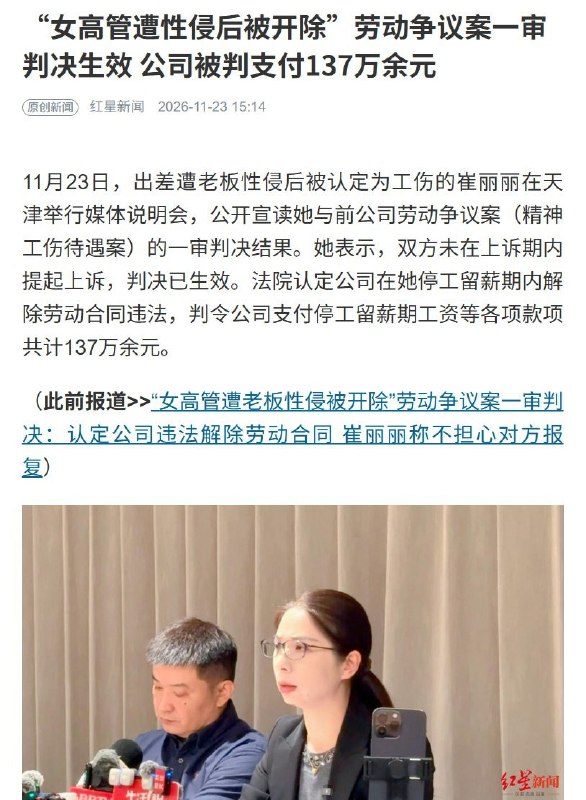 “女高管遭性侵后被开除”劳动争议案一审
判决生效 公司被判支付137万余元
原创新闻 红星新闻 2026-11-23 15:14
11月23日，出差遭老板性侵后被认定为工伤的崔丽丽在天
津举行媒体说明会，公开宣读她与前公司劳动争议案（精神
工伤待遇案）的一审判决结果。她表示，双方未在上诉期内
提起上诉，判决已生效。法院认定公司在她停工留薪期内解
除劳动合同违法，判令公司支付停工留薪期工资等各项款项
共计137万余元。
（此前报道>>“女高管遭老板性侵被开除”劳动争议案一审判
决：认定公司违法解除劳动合同 崔丽丽称不担心对方报
复）
红星新闻